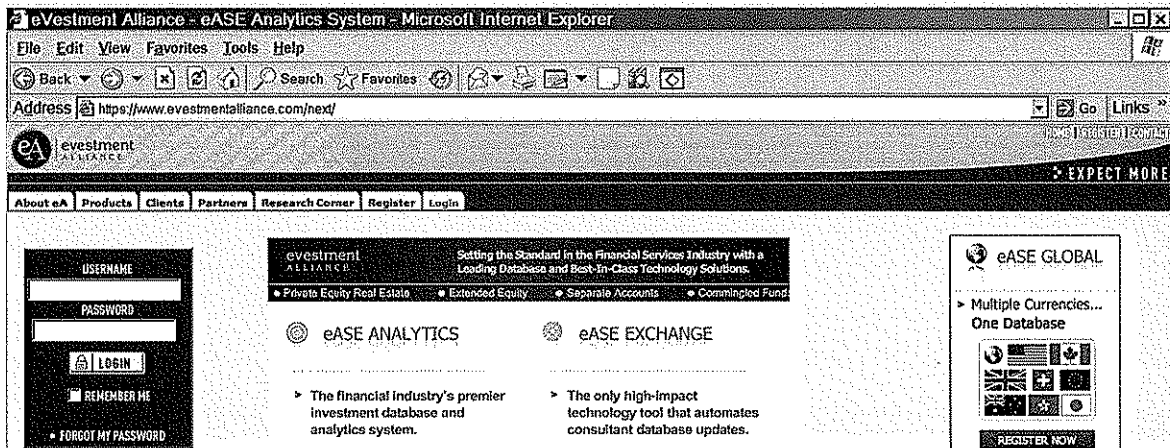 eVestment Alliance - eASE Analytics System - Microsoft Internet Explorer
File Edit View Favorites Tools Help
Back Search Favorites
Address https://www.evestmentalliance.com/next/ Go Links »
HOME | REGISTER | CONTACT
eA evestment
ALLIANCE
EXPECT MORE
About eA Products Clients Partners Research Corner Register Login
USERNAME
PASSWORD
LOGIN
REMEMBER ME
• FORGOT MY PASSWORD
evestment
ALLIANCE
Setting the Standard in the Financial Services Industry with a
Leading Database and Best-In-Class Technology Solutions.
• Private Equity Real Estate • Extended Equity • Separate Accounts • Commingled Fund
eASE ANALYTICS
> The financial industry's premier
investment database and
analytics system.
eASE EXCHANGE
> The only high-impact
technology tool that automates
consultant database updates.
eASE GLOBAL
> Multiple Currencies...
One Database
REGISTER NOW